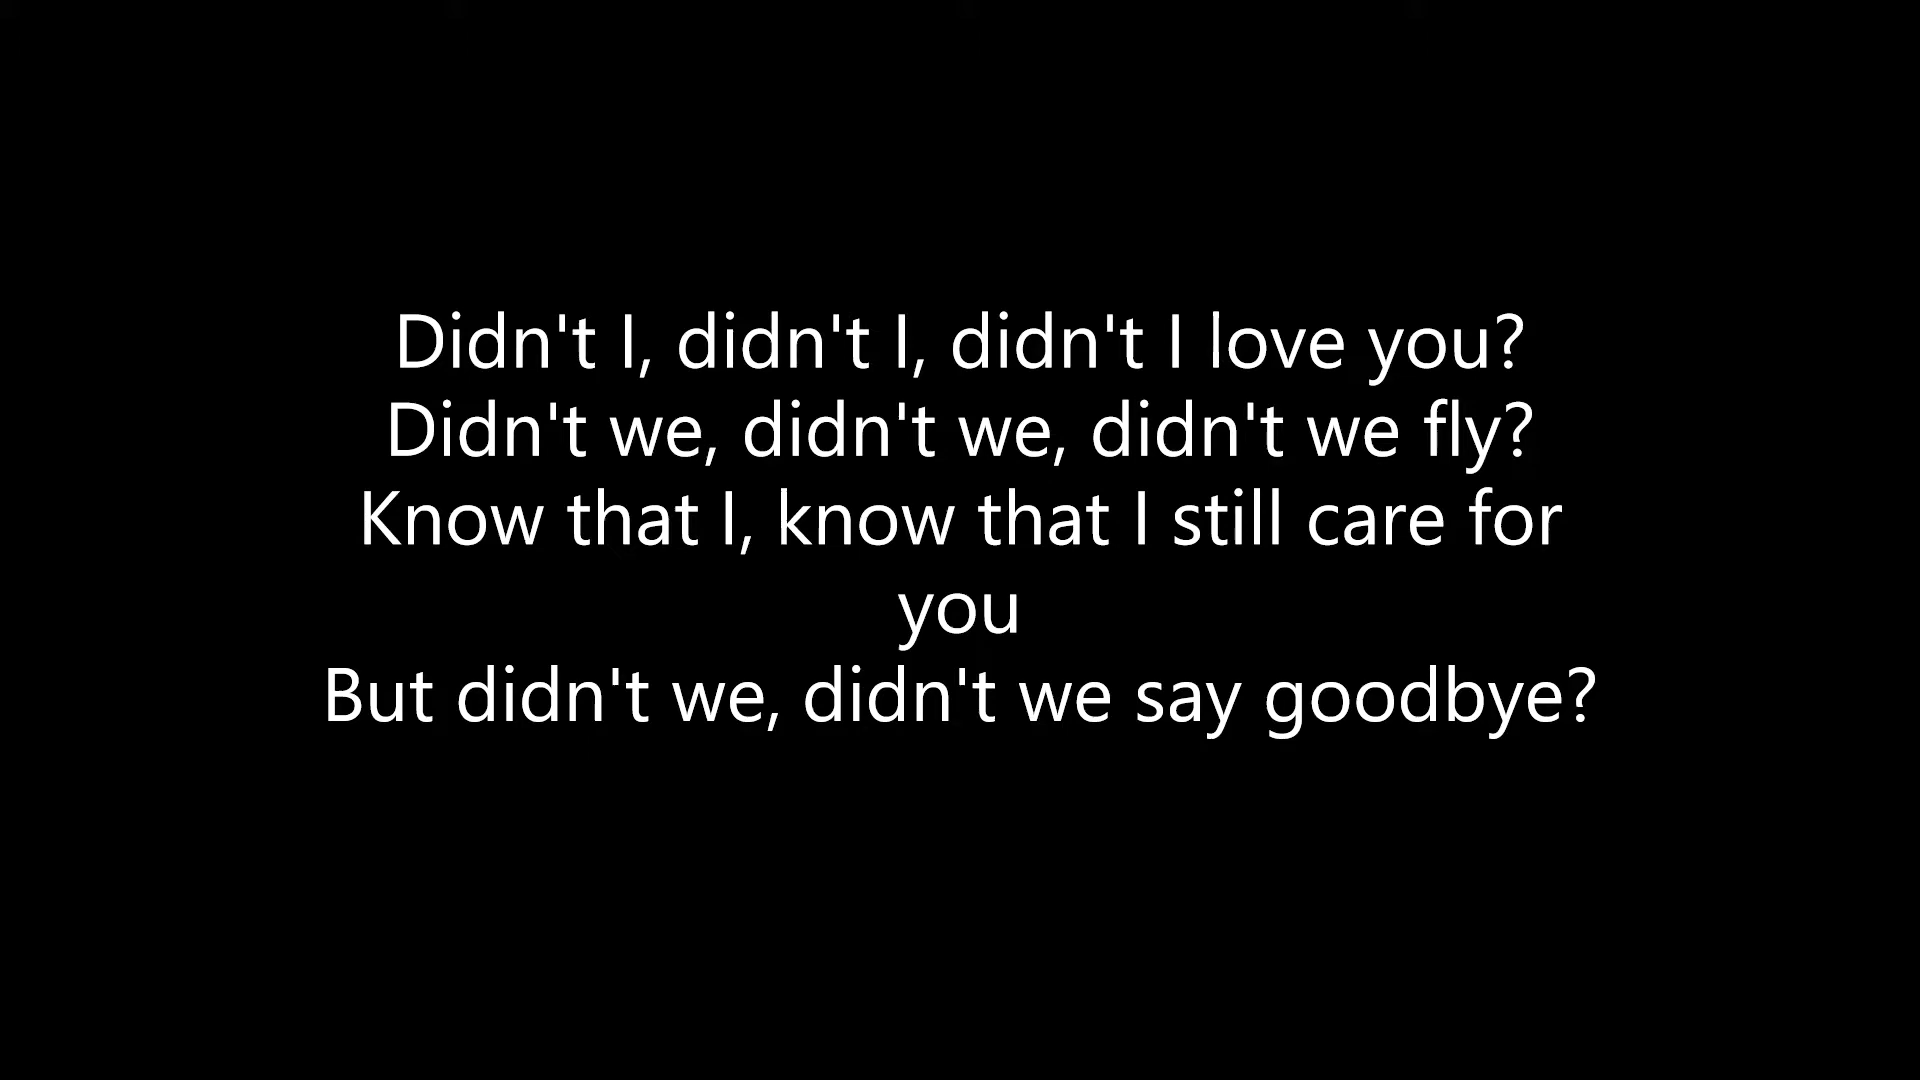 Didn't I, didn't I, didn't I love you?
Didn't we, didn't we, didn't we fly?
Know that I, know that I still care for
you
But didn't we, didn't we say goodbye?